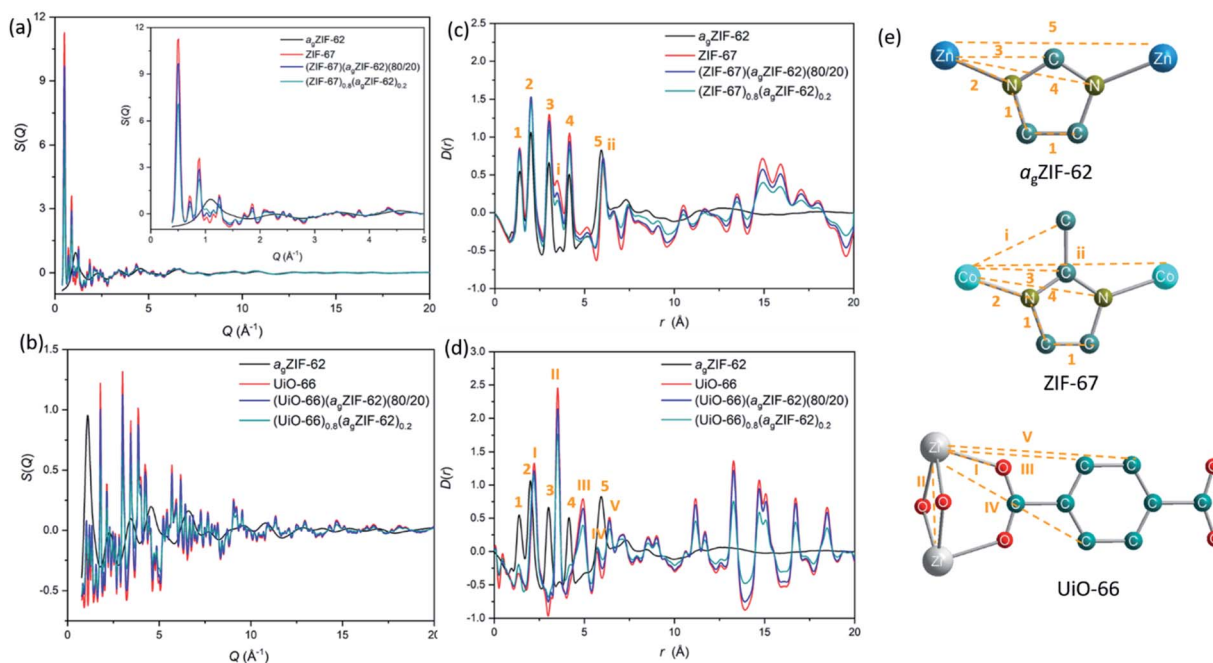 (a)
12
9
6
3
0
S(Q)
0
5
10
15
20
Q (Å⁻¹)
12
9
6
3
0
S(Q)
0
1
2
3
4
5
Q (Å⁻¹)
agZIF-62
ZIF-67
(ZIF-67)(agZIF-62)(80/20)
(ZIF-67)0.8(agZIF-62)0.2
(b)
1.5
1.0
0.5
0.0
-0.5
S(Q)
0
5
10
15
20
Q (Å⁻¹)
agZIF-62
UiO-66
(UiO-66)(agZIF-62)(80/20)
(UiO-66)0.8(agZIF-62)0.2
(c)
2.5
2.0
1.5
1.0
0.5
0.0
-0.5
-1.0
D(r)
0
5
10
15
20
r (Å)
agZIF-62
ZIF-67
(ZIF-67)(agZIF-62)(80/20)
(ZIF-67)0.8(agZIF-62)0.2
1
2
3
i
4
5
ii
(d)
3.0
2.5
2.0
1.5
1.0
0.5
0.0
-0.5
-1.0
D(r)
0
5
10
15
20
r (Å)
agZIF-62
UiO-66
(UiO-66)(agZIF-62)(80/20)
(UiO-66)0.8(agZIF-62)0.2
1
2
I
3
II
4
III
IV
5
V
(e)
5
Zn
3
C
Zn
2
N
4
N
1
C
C
1
agZIF-62
C
i
ii
Co
C
Co
3
2
N
4
N
1
C
C
1
ZIF-67
Zr
V
I
O
III
C
C
O
II
O
O
IV
C
C
C
O
C
C
O
Zr
UiO-66